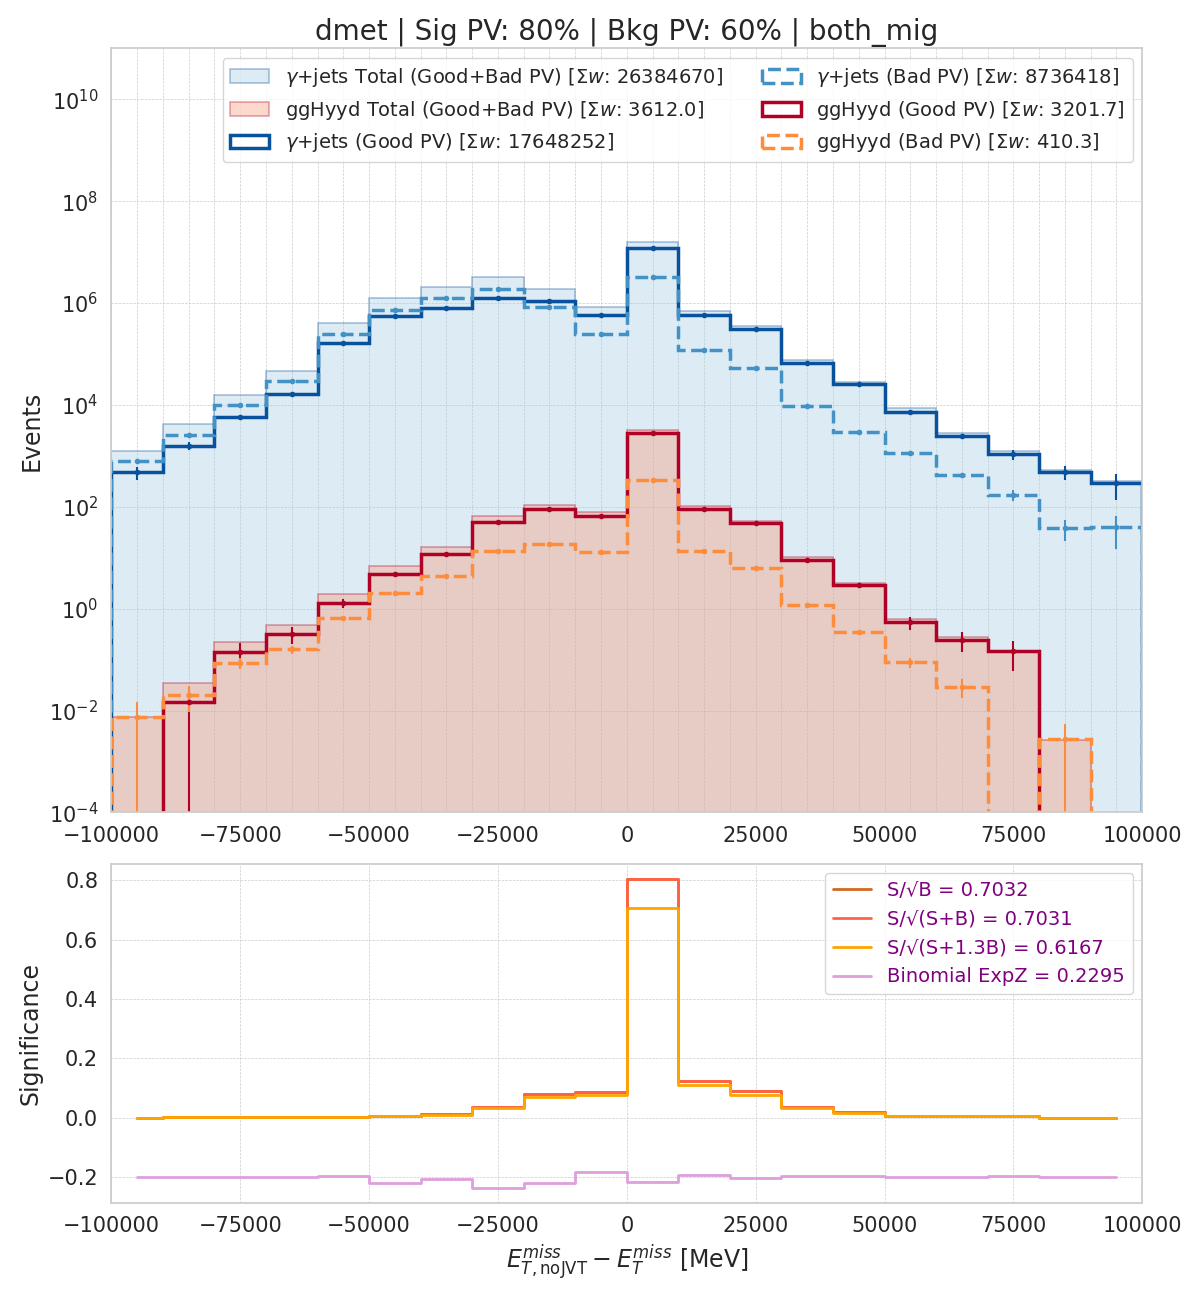 dmet | Sig PV: 80% | Bkg PV: 60% | both_mig
γ+jets Total (Good+Bad PV) [Σw: 26384670]
ggHyyd Total (Good+Bad PV) [Σw: 3612.0]
γ+jets (Good PV) [Σw: 17648252]
γ+jets (Bad PV) [Σw: 8736418]
ggHyyd (Good PV) [Σw: 3201.7]
ggHyyd (Bad PV) [Σw: 410.3]
Events
10^10
10^8
10^6
10^4
10^2
10^0
10^−2
10^−4
−100000 −75000 −50000 −25000 0 25000 50000 75000 100000
S/√B = 0.7032
S/√(S+B) = 0.7031
S/√(S+1.3B) = 0.6167
Binomial ExpZ = 0.2295
Significance
0.8
0.6
0.4
0.2
0.0
−0.2
−100000 −75000 −50000 −25000 0 25000 50000 75000 100000
E_{T,noJVT}^{miss} − E_T^{miss} [MeV]